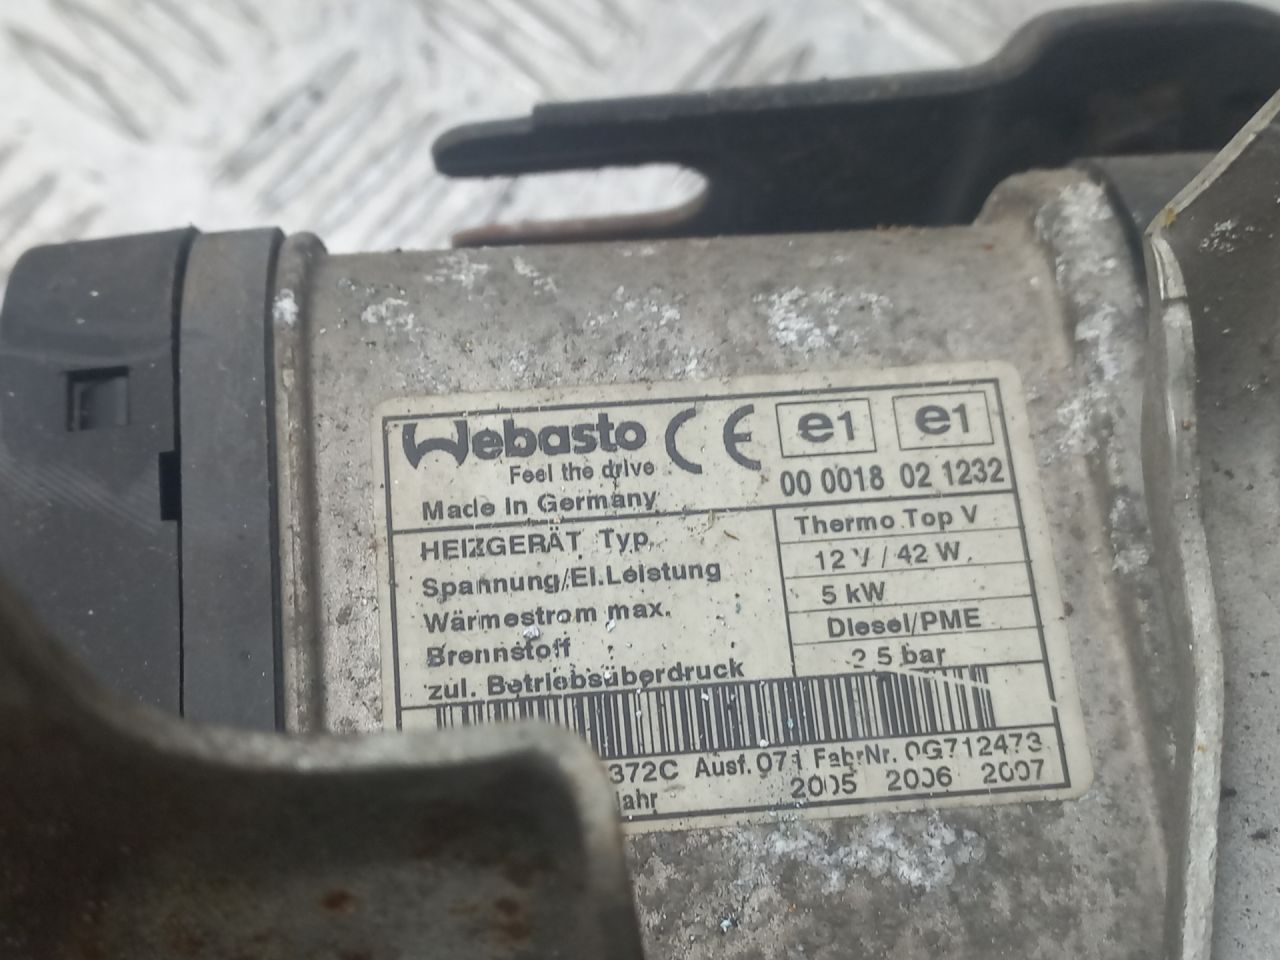 Webasto CE e1 e1
Feel the drive 00 0018 02 1232
Made in Germany
HEIZGERÄT Typ. Thermo Top V
Spannung/El.Leistung 12 V / 42 W
Wärmestrom max. 5 kW
Brennstoff Diesel/PME
zul. Betriebsüberdruck 2.5 bar
372C Ausf. 071 FabrNr. 0G712473
jahr 2005 2006 2007